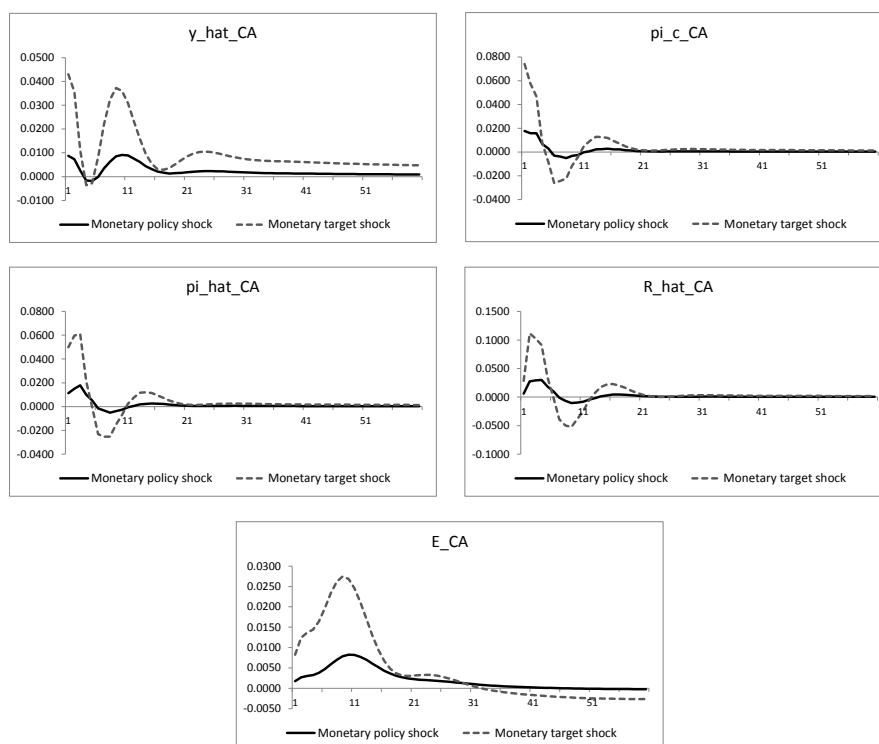 y_hat_CA
0.0500
0.0400
0.0300
0.0200
0.0100
0.0000
-0.0100
1 11 21 31 41 51
Monetary policy shock Monetary target shock
pi_c_CA
0.0800
0.0600
0.0400
0.0200
0.0000
-0.0200
-0.0400
1 11 21 31 41 51
Monetary policy shock Monetary target shock
pi_hat_CA
0.0800
0.0600
0.0400
0.0200
0.0000
-0.0200
-0.0400
1 11 21 31 41 51
Monetary policy shock Monetary target shock
R_hat_CA
0.1500
0.1000
0.0500
0.0000
-0.0500
-0.1000
1 11 21 31 41 51
Monetary policy shock Monetary target shock
E_CA
0.0300
0.0250
0.0200
0.0150
0.0100
0.0050
0.0000
-0.0050
1 11 21 31 41 51
Monetary policy shock Monetary target shock